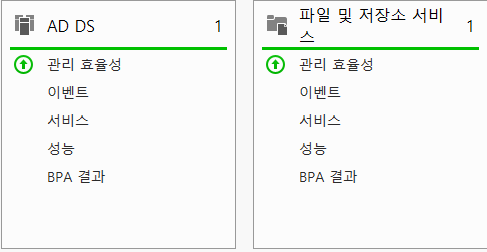 AD DS 1
관리 효율성
이벤트
서비스
성능
BPA 결과
파일 및 저장소 서비
스 1
관리 효율성
이벤트
서비스
성능
BPA 결과